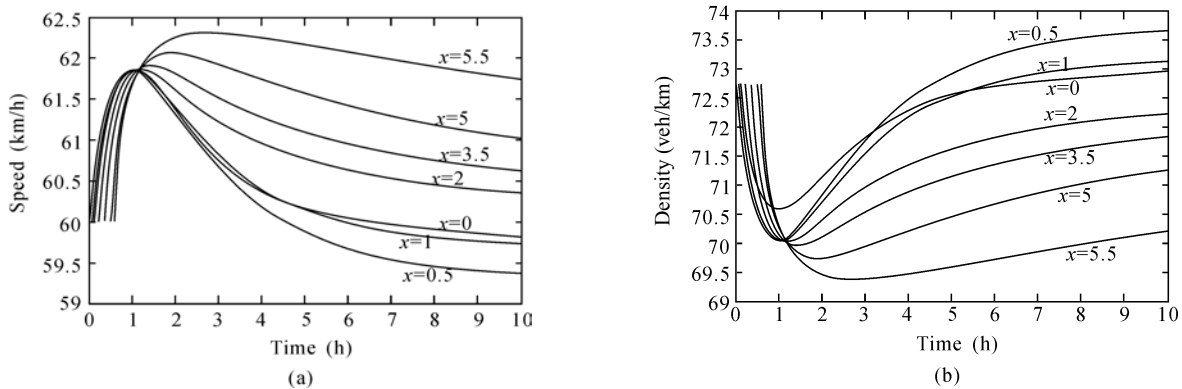 62.5
62
61.5
61
60.5
60
59.5
59
Speed (km/h)
x=5.5
x=5
x=3.5
x=2
x=0
x=1
x=0.5
0 1 2 3 4 5 6 7 8 9 10
Time (h)
(a)
74
73.5
73
72.5
72
71.5
71
70.5
70
69.5
69
Density (veh/km)
x=0.5
x=1
x=0
x=2
x=3.5
x=5
x=5.5
0 1 2 3 4 5 6 7 8 9 10
Time (h)
(b)